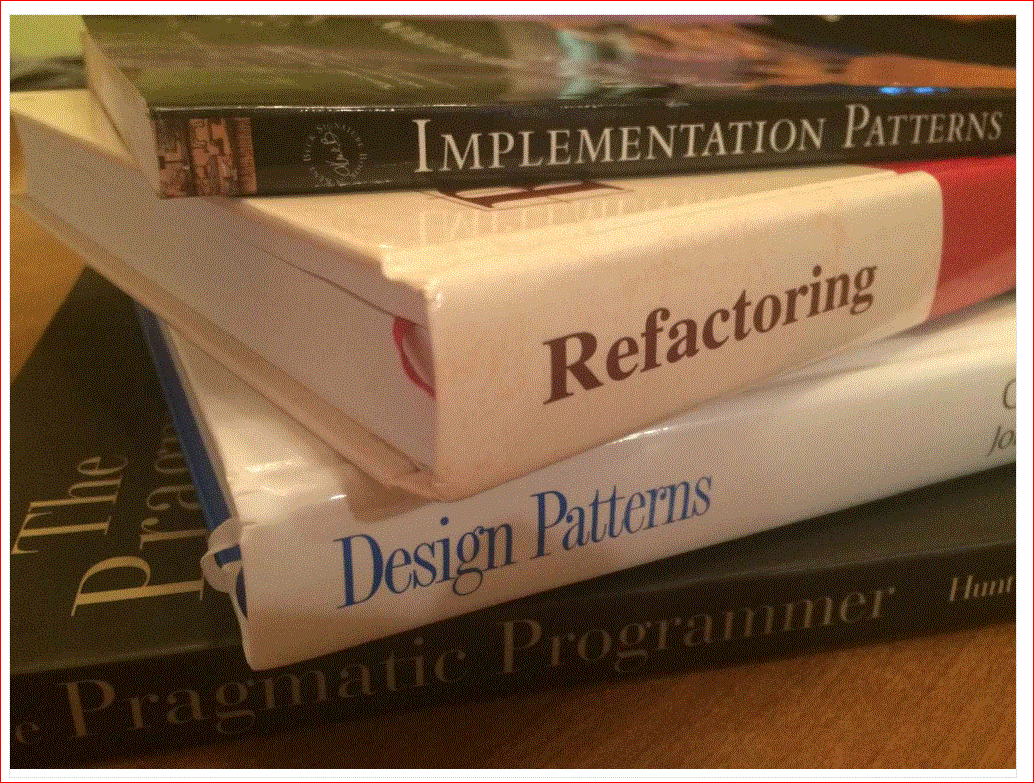 IMPLEMENTATION PATTERNS
Refactoring
Design Patterns
The
Pragmatic Programmer
Hunt